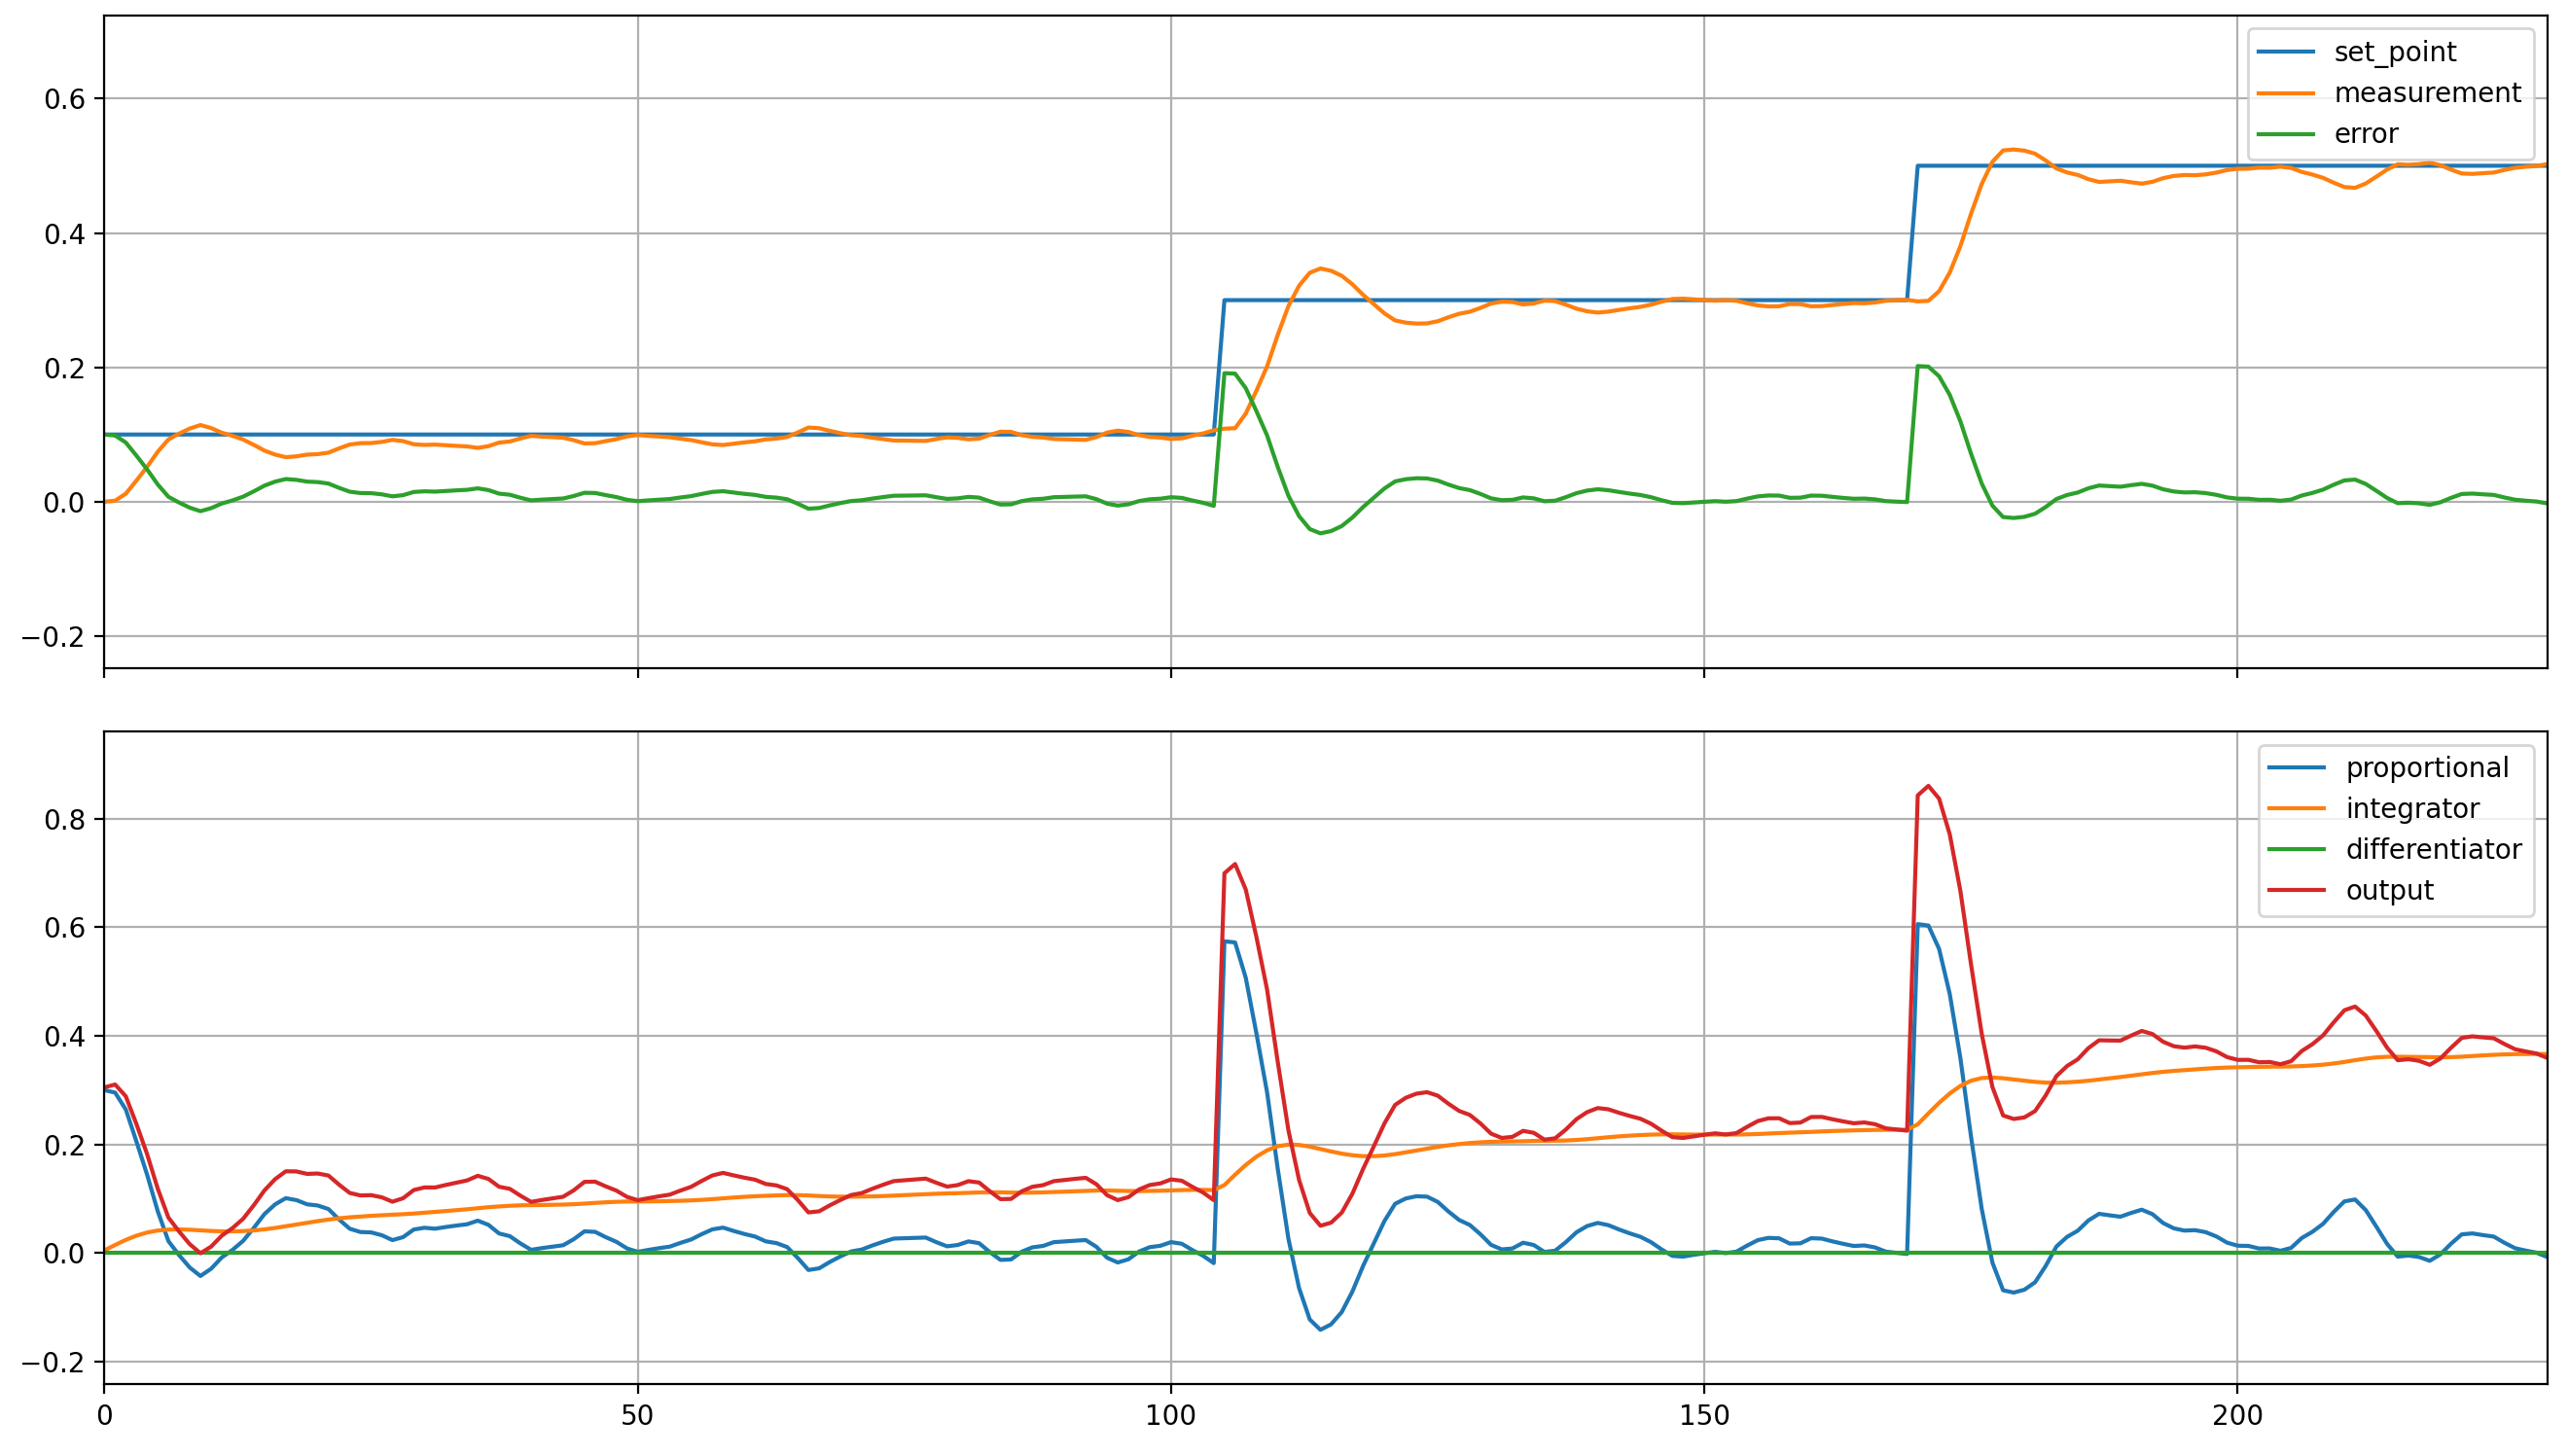 0.6
0.4
0.2
0.0
−0.2
set_point
measurement
error
0.8
0.6
0.4
0.2
0.0
−0.2
proportional
integrator
differentiator
output
0 50 100 150 200